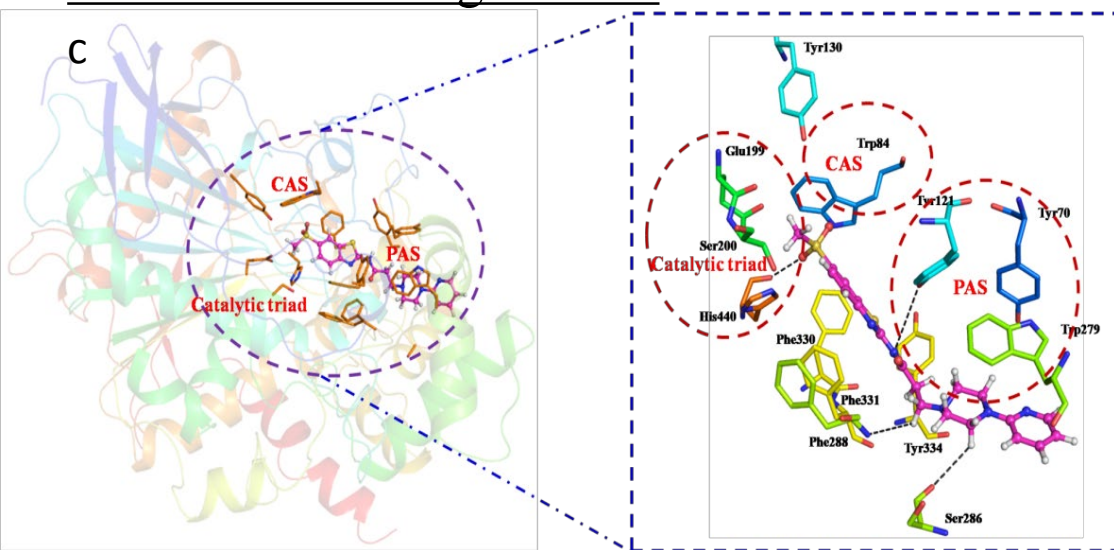 C
CAS
PAS
Catalytic triad
Tyr130
Glu199
Trp84
CAS
Tyr121
Tyr70
Ser200
Catalytic triad
PAS
His440
Phe330
Trp279
Phe331
Phe288
Tyr334
Ser286